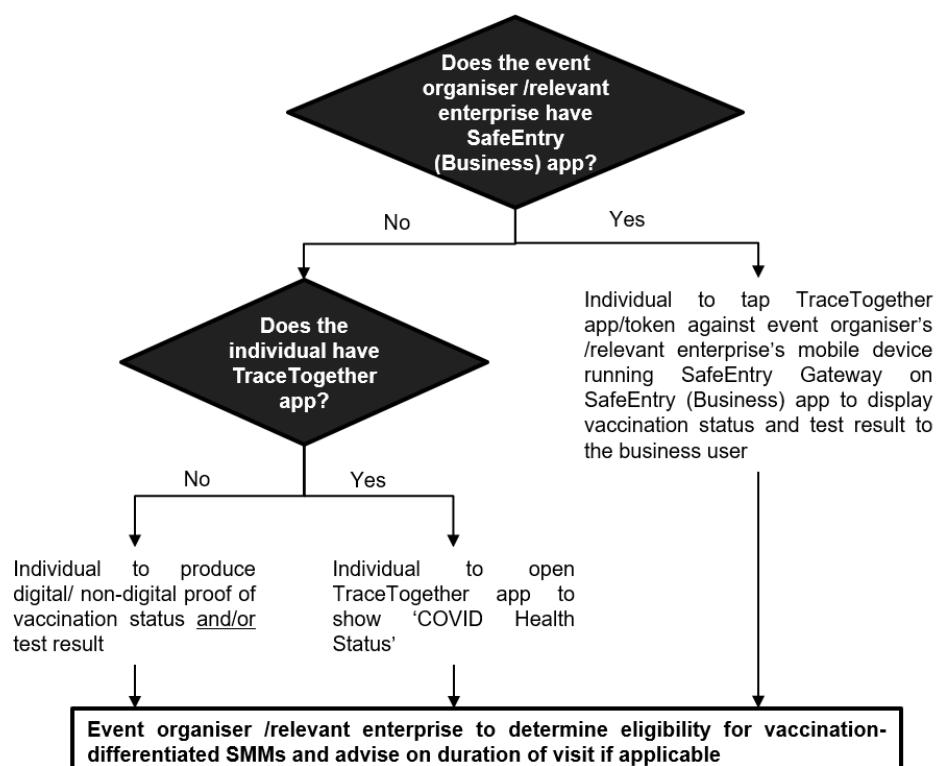 Does the event
organiser /relevant
enterprise have
SafeEntry
(Business) app?
No
Yes
Does the
individual have
TraceTogether
app?
Individual to tap TraceTogether
app/token against event organiser’s
/relevant enterprise’s mobile device
running SafeEntry Gateway on
SafeEntry (Business) app to display
vaccination status and test result to
the business user
No
Yes
Individual to produce
digital/ non-digital proof of
vaccination status and/or
test result
Individual to open
TraceTogether app to
show ‘COVID Health
Status’
Event organiser /relevant enterprise to determine eligibility for vaccination-
differentiated SMMs and advise on duration of visit if applicable